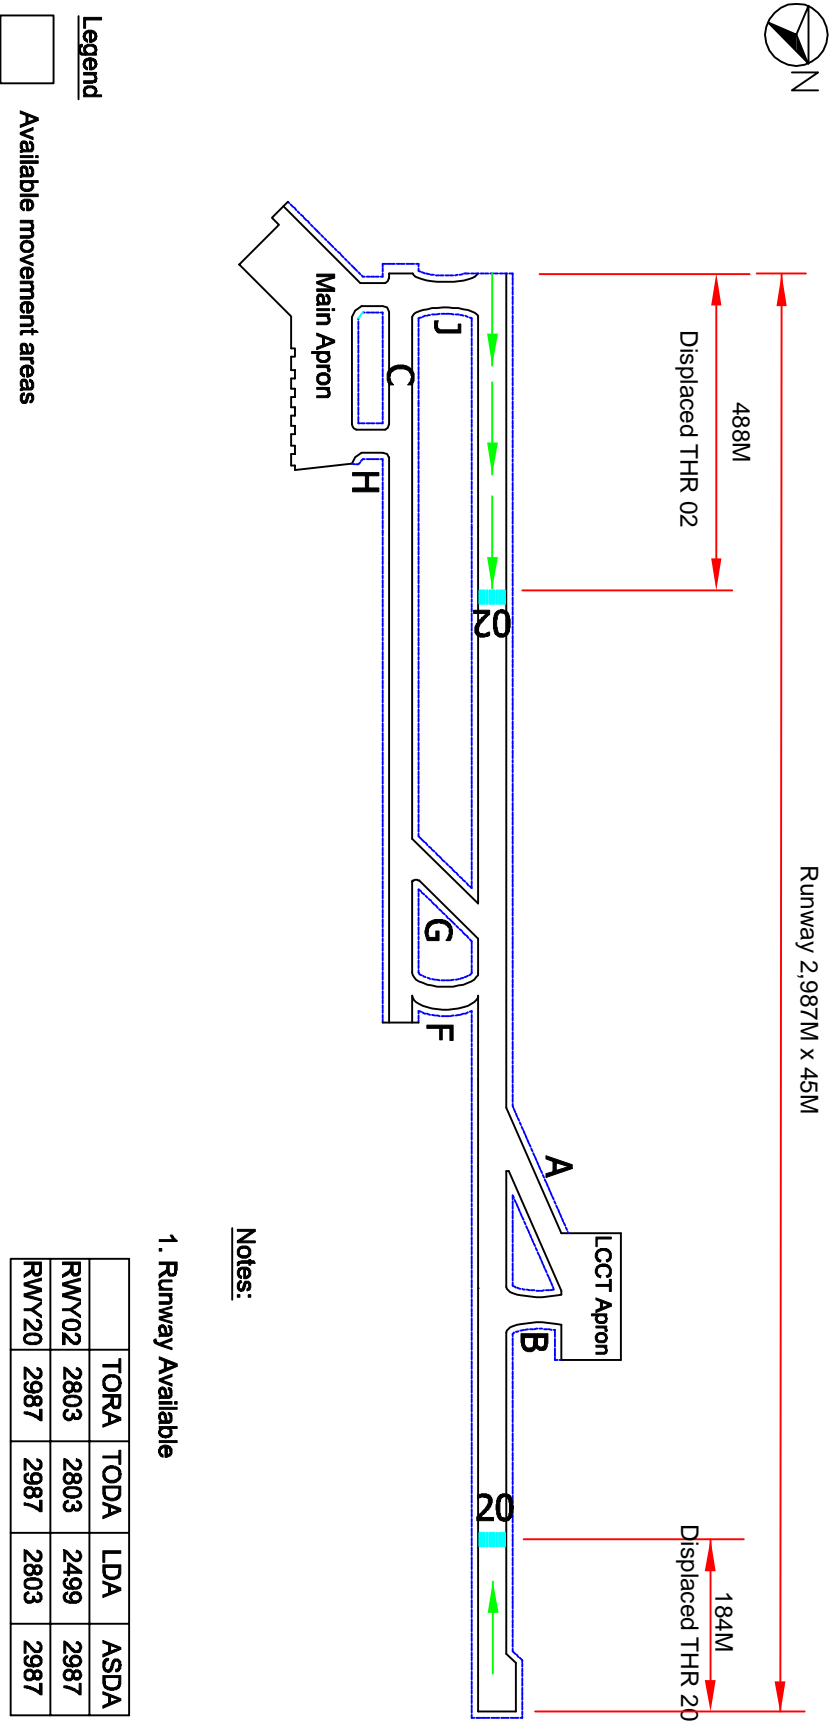 N
Runway 2,987M x 45M
488M
Displaced THR 02
184M
Displaced THR 20
LCCT Apron
A
B
02
20
J
G
F
C
H
Main Apron
Notes:
1. Runway Available
TORA TODA LDA ASDA
RWY02 2803 2803 2499 2987
RWY20 2987 2987 2803 2987
Legend
Available movement areas